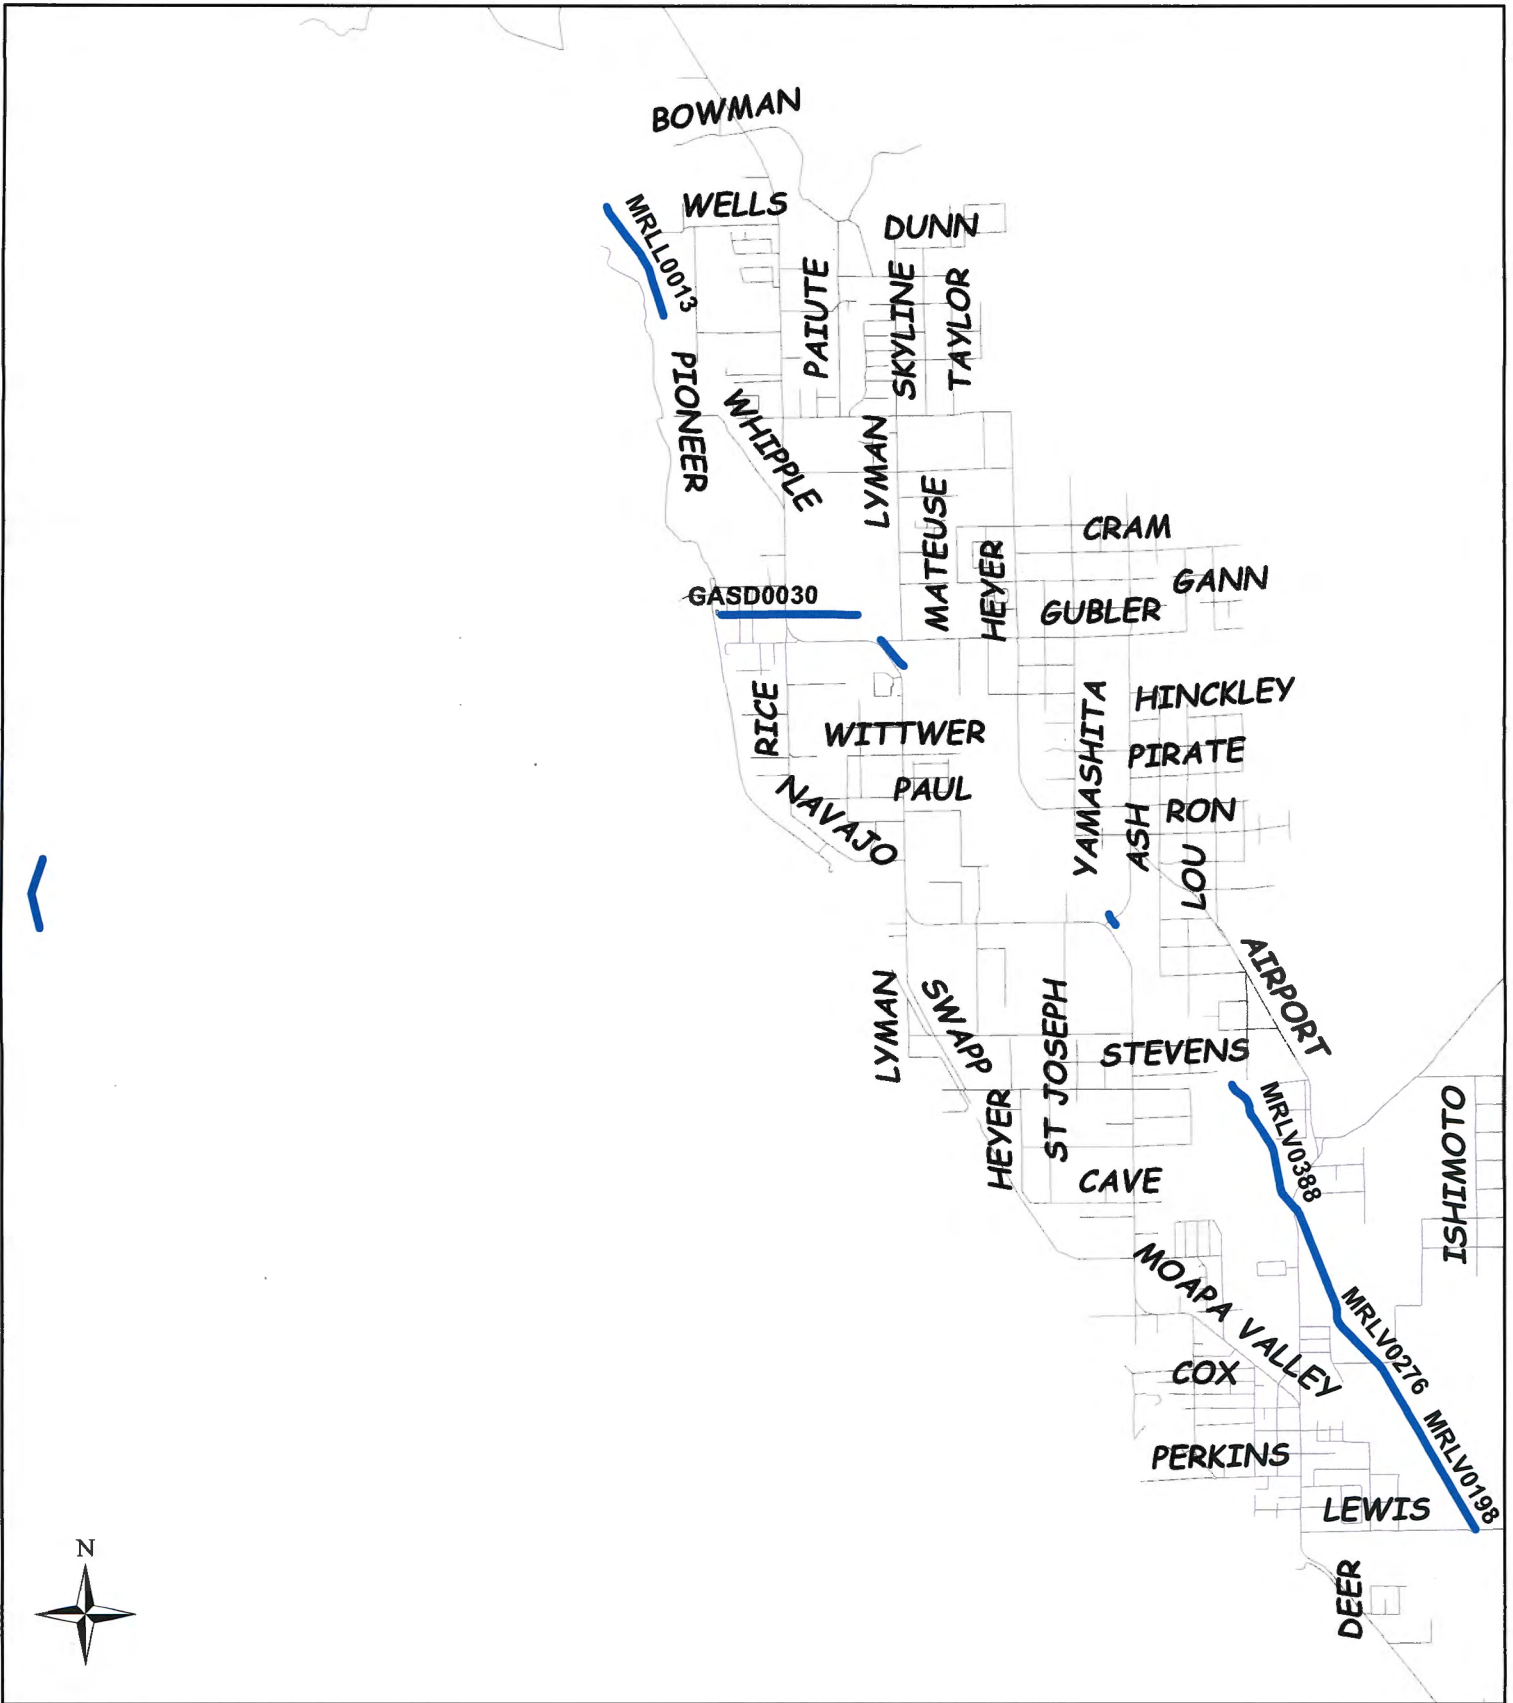 BOWMAN
WELLS
MRLL0013
DUNN
PAIUTE
SKYLINE
TAYLOR
PIONEER
WHIPPLE
LYMAN
MATEUSE
HEYER
CRAM
GANN
GUBLER
GASD0030
RICE
WITTWER
YAMASHITA
HINCKLEY
PIRATE
PAUL
NAVAJO
ASH
RON
LOU
AIRPORT
LYMAN
SWAPP
ST JOSEPH
STEVENS
HEYER
MRLV0388
ISHIMOTO
CAVE
MOAPA VALLEY
MRLV0276
COX
MRLV0198
PERKINS
LEWIS
N
DEER